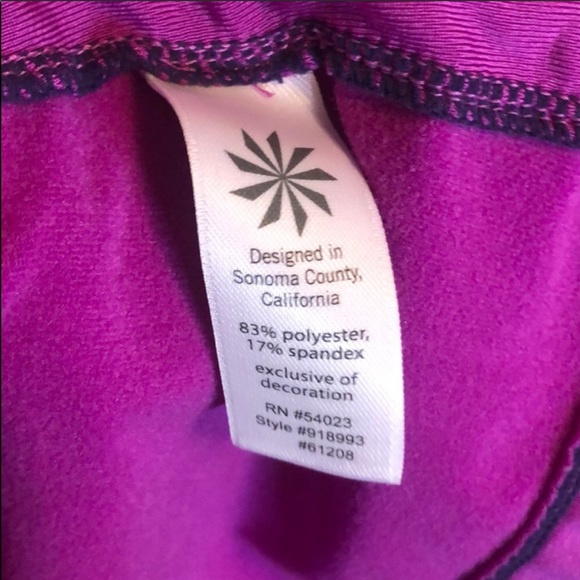 Designed in
Sonoma County,
California
83% polyester,
17% spandex
exclusive of
decoration
RN #54023
Style #918993
#61208